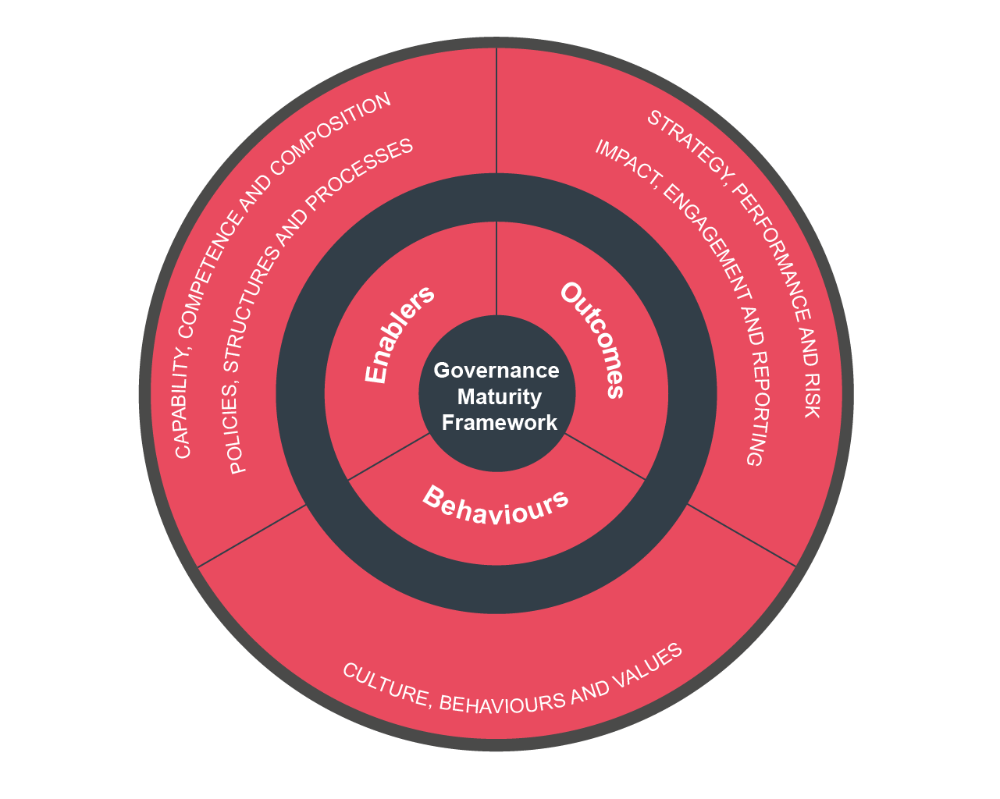 CAPABILITY, COMPETENCE AND COMPOSITION
POLICIES, STRUCTURES AND PROCESSES
STRATEGY, PERFORMANCE AND RISK
IMPACT, ENGAGEMENT AND REPORTING
Enablers
Outcomes
Governance
Maturity
Framework
Behaviours
CULTURE, BEHAVIOURS AND VALUES